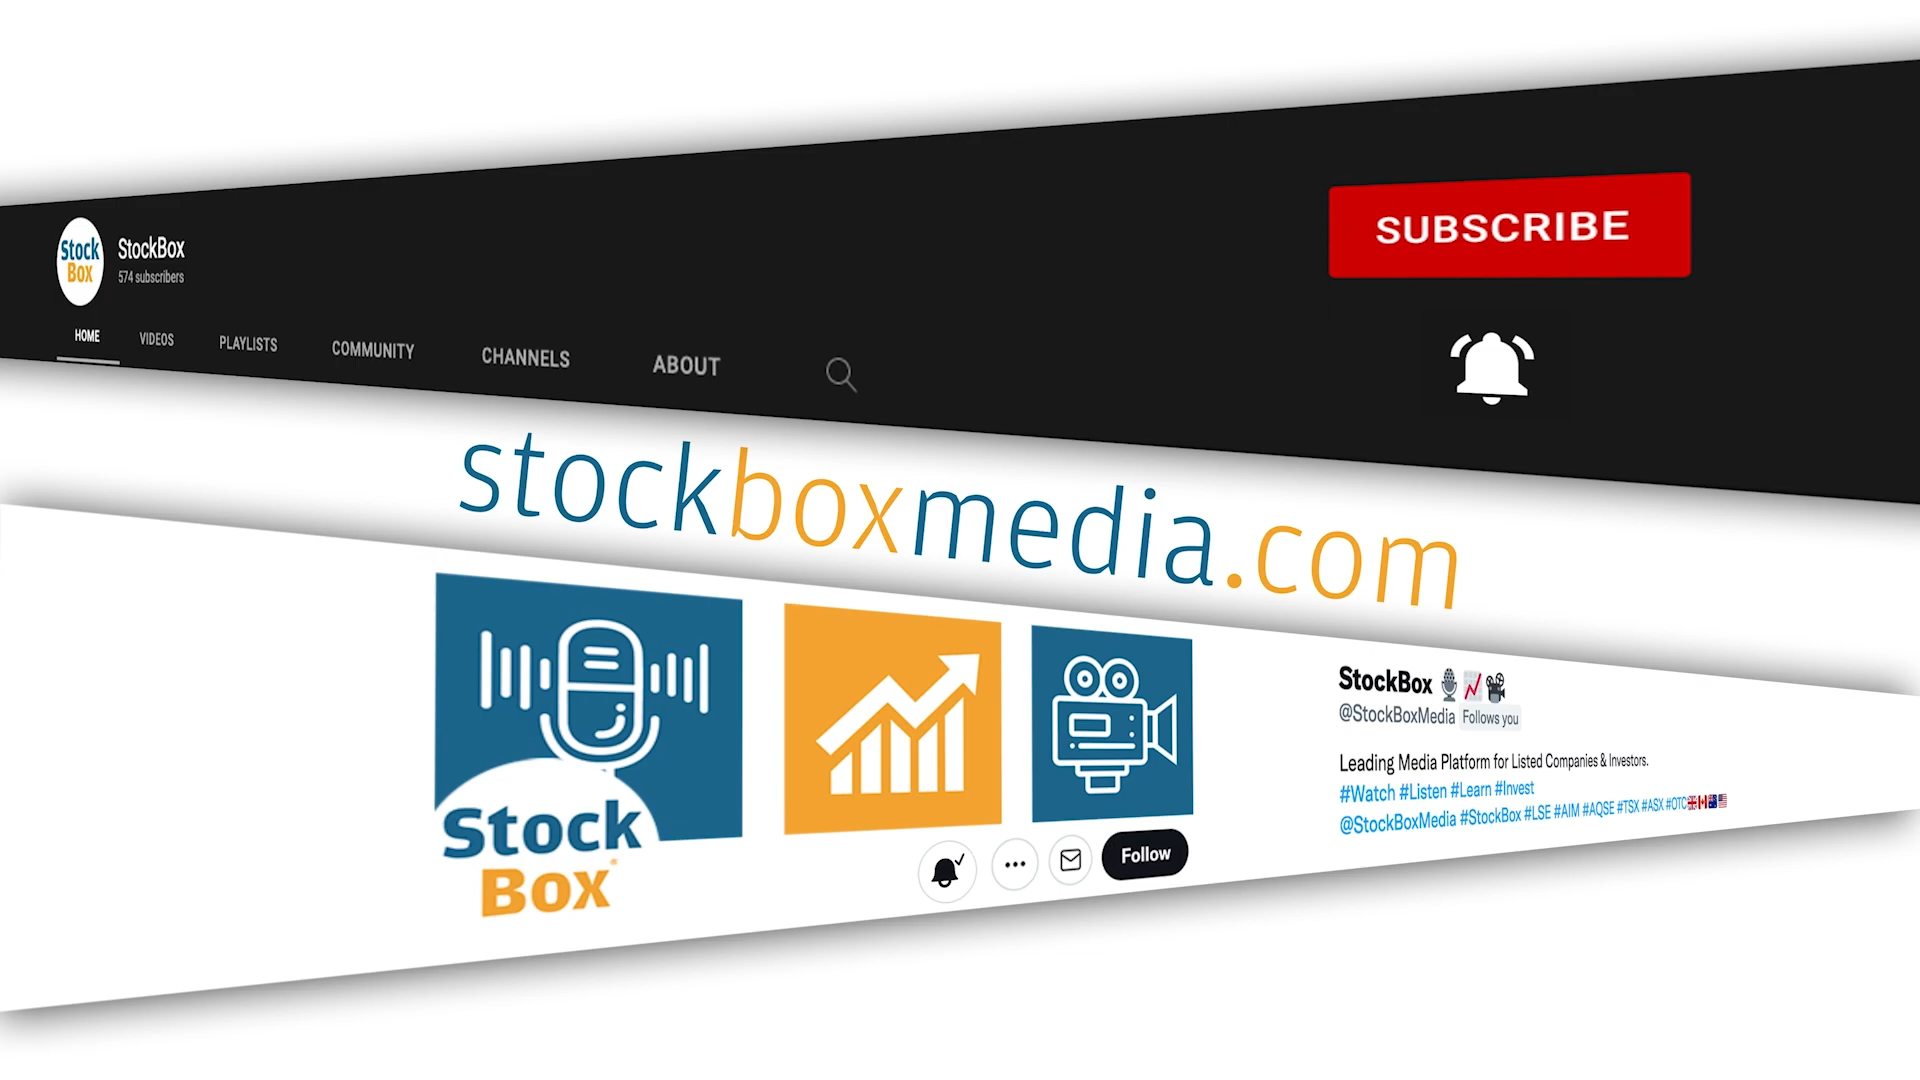 Stock
Box
StockBox
574 subscribers
SUBSCRIBE
HOME VIDEOS PLAYLISTS COMMUNITY CHANNELS ABOUT
stockboxmedia.com
Stock
Box
Follow
StockBox
@StockBoxMedia Follows you
Leading Media Platform for Listed Companies & Investors.
#Watch #Listen #Learn #Invest
@StockBoxMedia #StockBox #LSE #AIM #AQSE #TSX #ASX #OTC